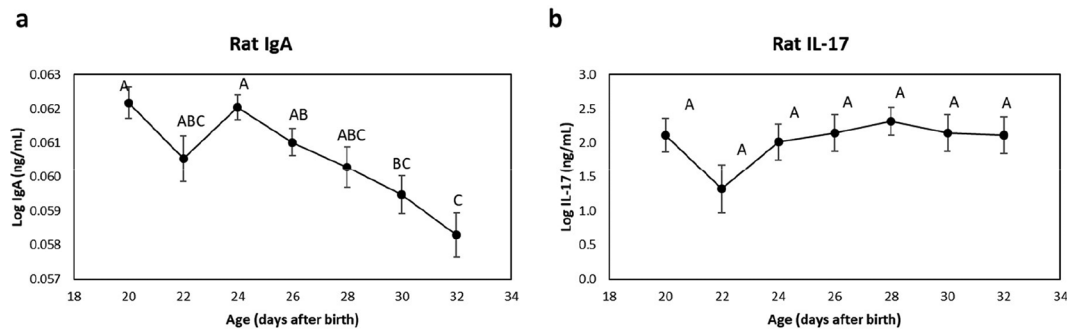 a
Rat IgA
Log IgA (ng/mL)
0.063
0.062
0.061
0.060
0.059
0.058
0.057
A
ABC
A
AB
ABC
BC
C
18 20 22 24 26 28 30 32 34
Age (days after birth)
b
Rat IL-17
Log IL-17 (ng/mL)
3.0
2.5
2.0
1.5
1.0
0.5
0.0
A
A
A
A
A
A
A
18 20 22 24 26 28 30 32 34
Age (days after birth)